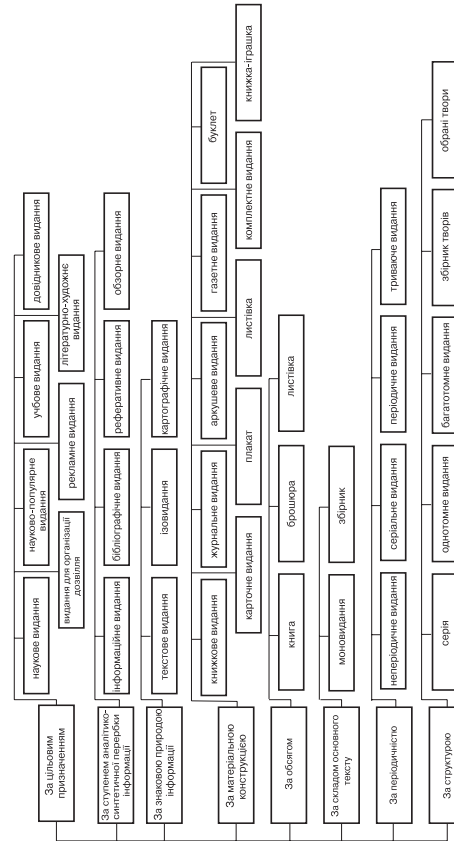 За цільовим
призначенням
наукове видання
науково-популярне
видання
учбове видання
довідникове видання
видання для організації
дозвілля
рекламне видання
літературно-художнє
видання
За ступенем аналітико-
синтетичної перербки
інформації
інформаційне видання
бібліографічне видання
реферативне видання
обзорне видання
За знаковою природою
інформації
текстове видання
ізовидання
картографічне видання
За матеріальною
конструкцією
книжкове видання
журнальне видання
аркушеве видання
газетне видання
буклет
карточне видання
плакат
листівка
комплектне видання
книжка-іграшка
За обсягом
книга
брошюра
листівка
За складом основного
тексту
моновидання
збірник
За періодичністю
неперіодичне видання
серіальне видання
періодичне видання
триваюче видання
За структурою
серія
однотомне видання
багатотомне видання
збірник творів
обрані твори